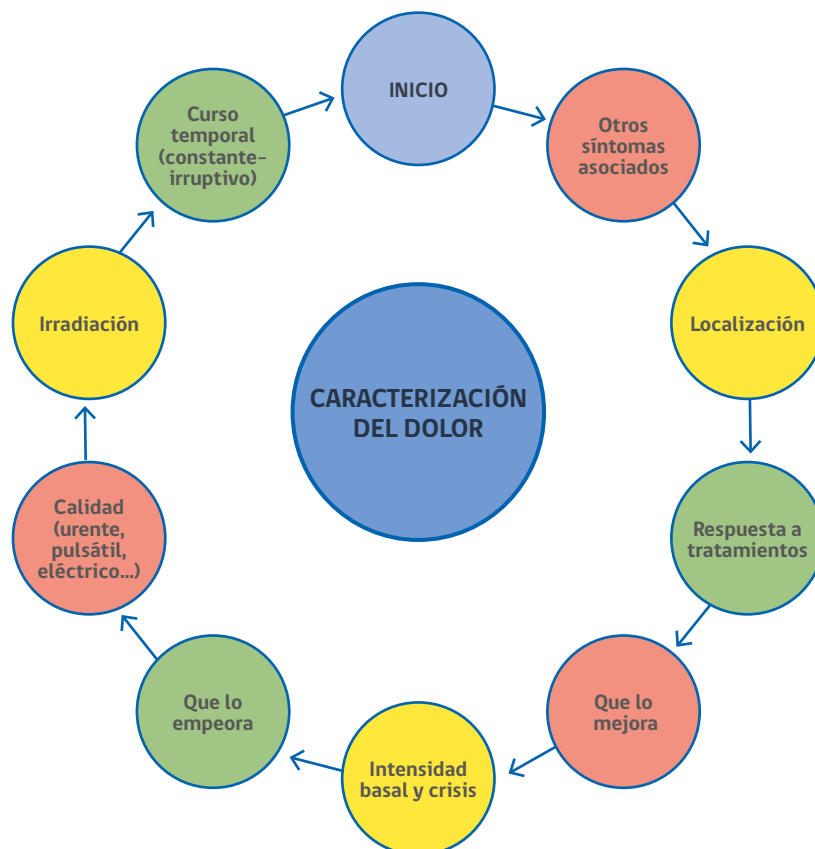 INICIO
Otros
síntomas
asociados
Localización
Respuesta a
tratamientos
Que lo
mejora
Intensidad
basal y crisis
Que lo
empeora
Calidad
(urente,
pulsátil,
eléctrico...)
Irradiación
Curso
temporal
(constante-
irruptivo)
CARACTERIZACIÓN
DEL DOLOR